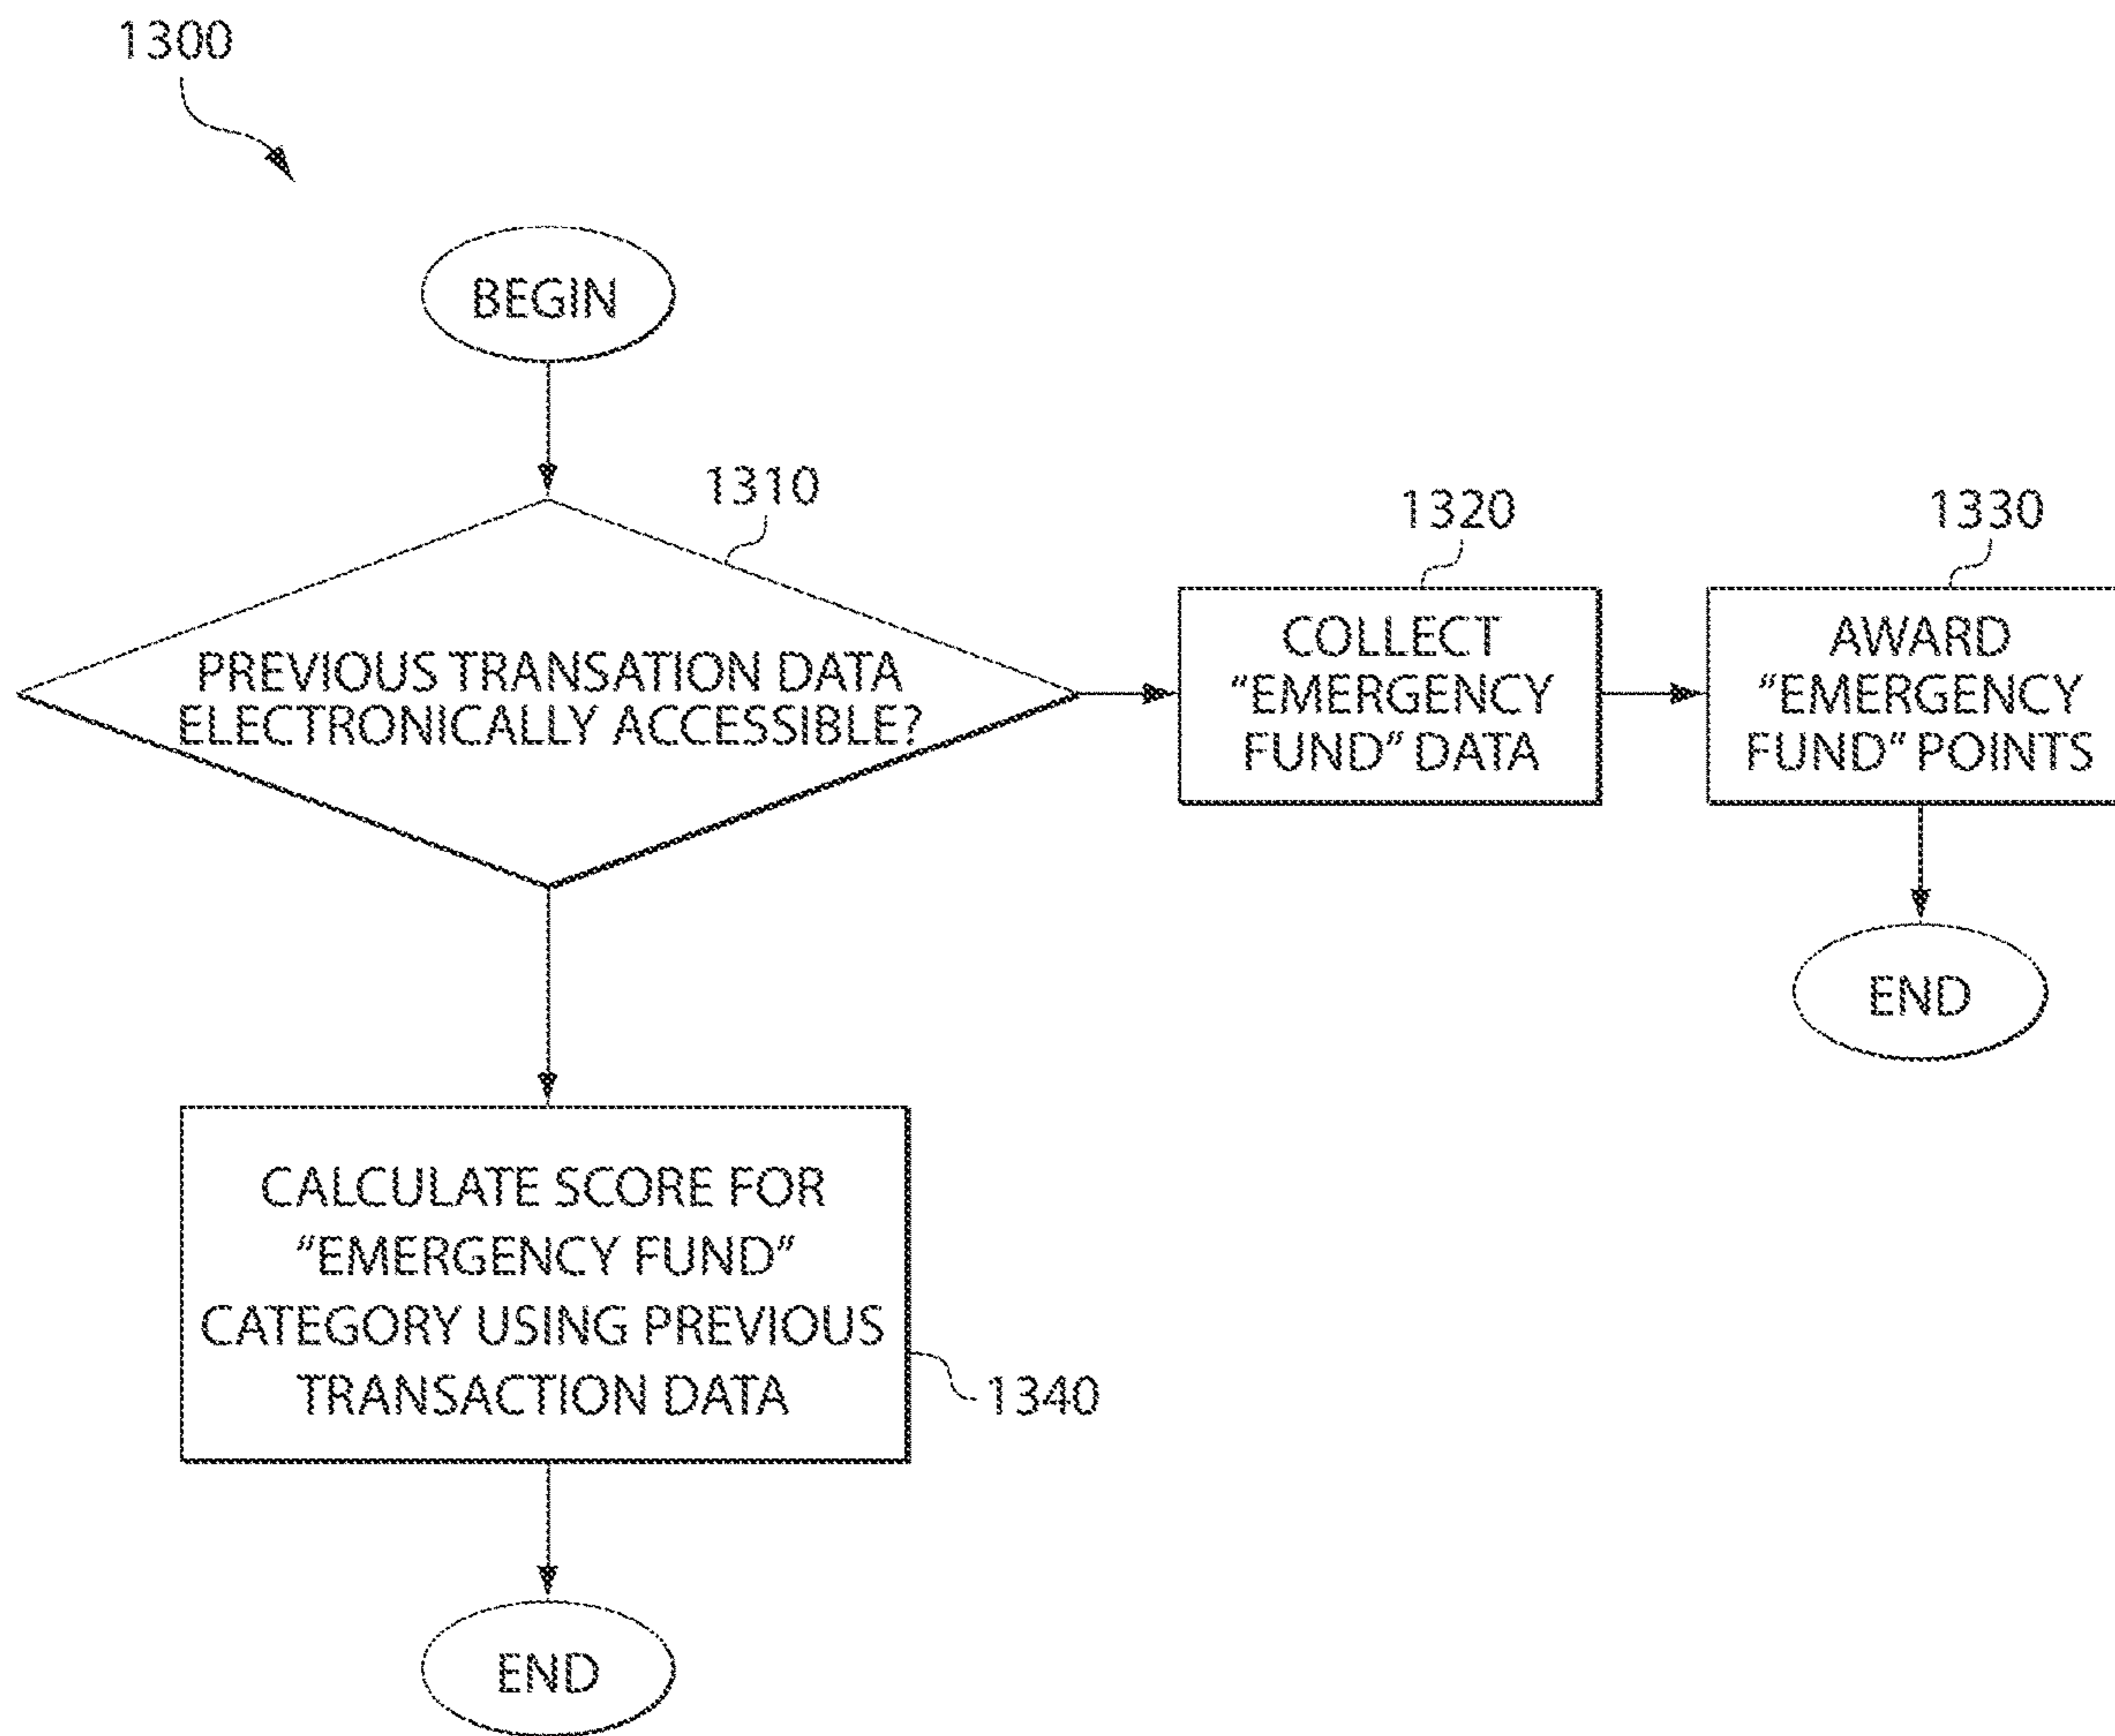 1300
BEGIN
1310
PREVIOUS TRANSATION DATA
ELECTRONICALLY ACCESSIBLE?
1320
COLLECT
"EMERGENCY
FUND" DATA
1330
AWARD
"EMERGENCY
FUND" POINTS
END
CALCULATE SCORE FOR
"EMERGENCY FUND"
CATEGORY USING PREVIOUS
TRANSACTION DATA
1340
END